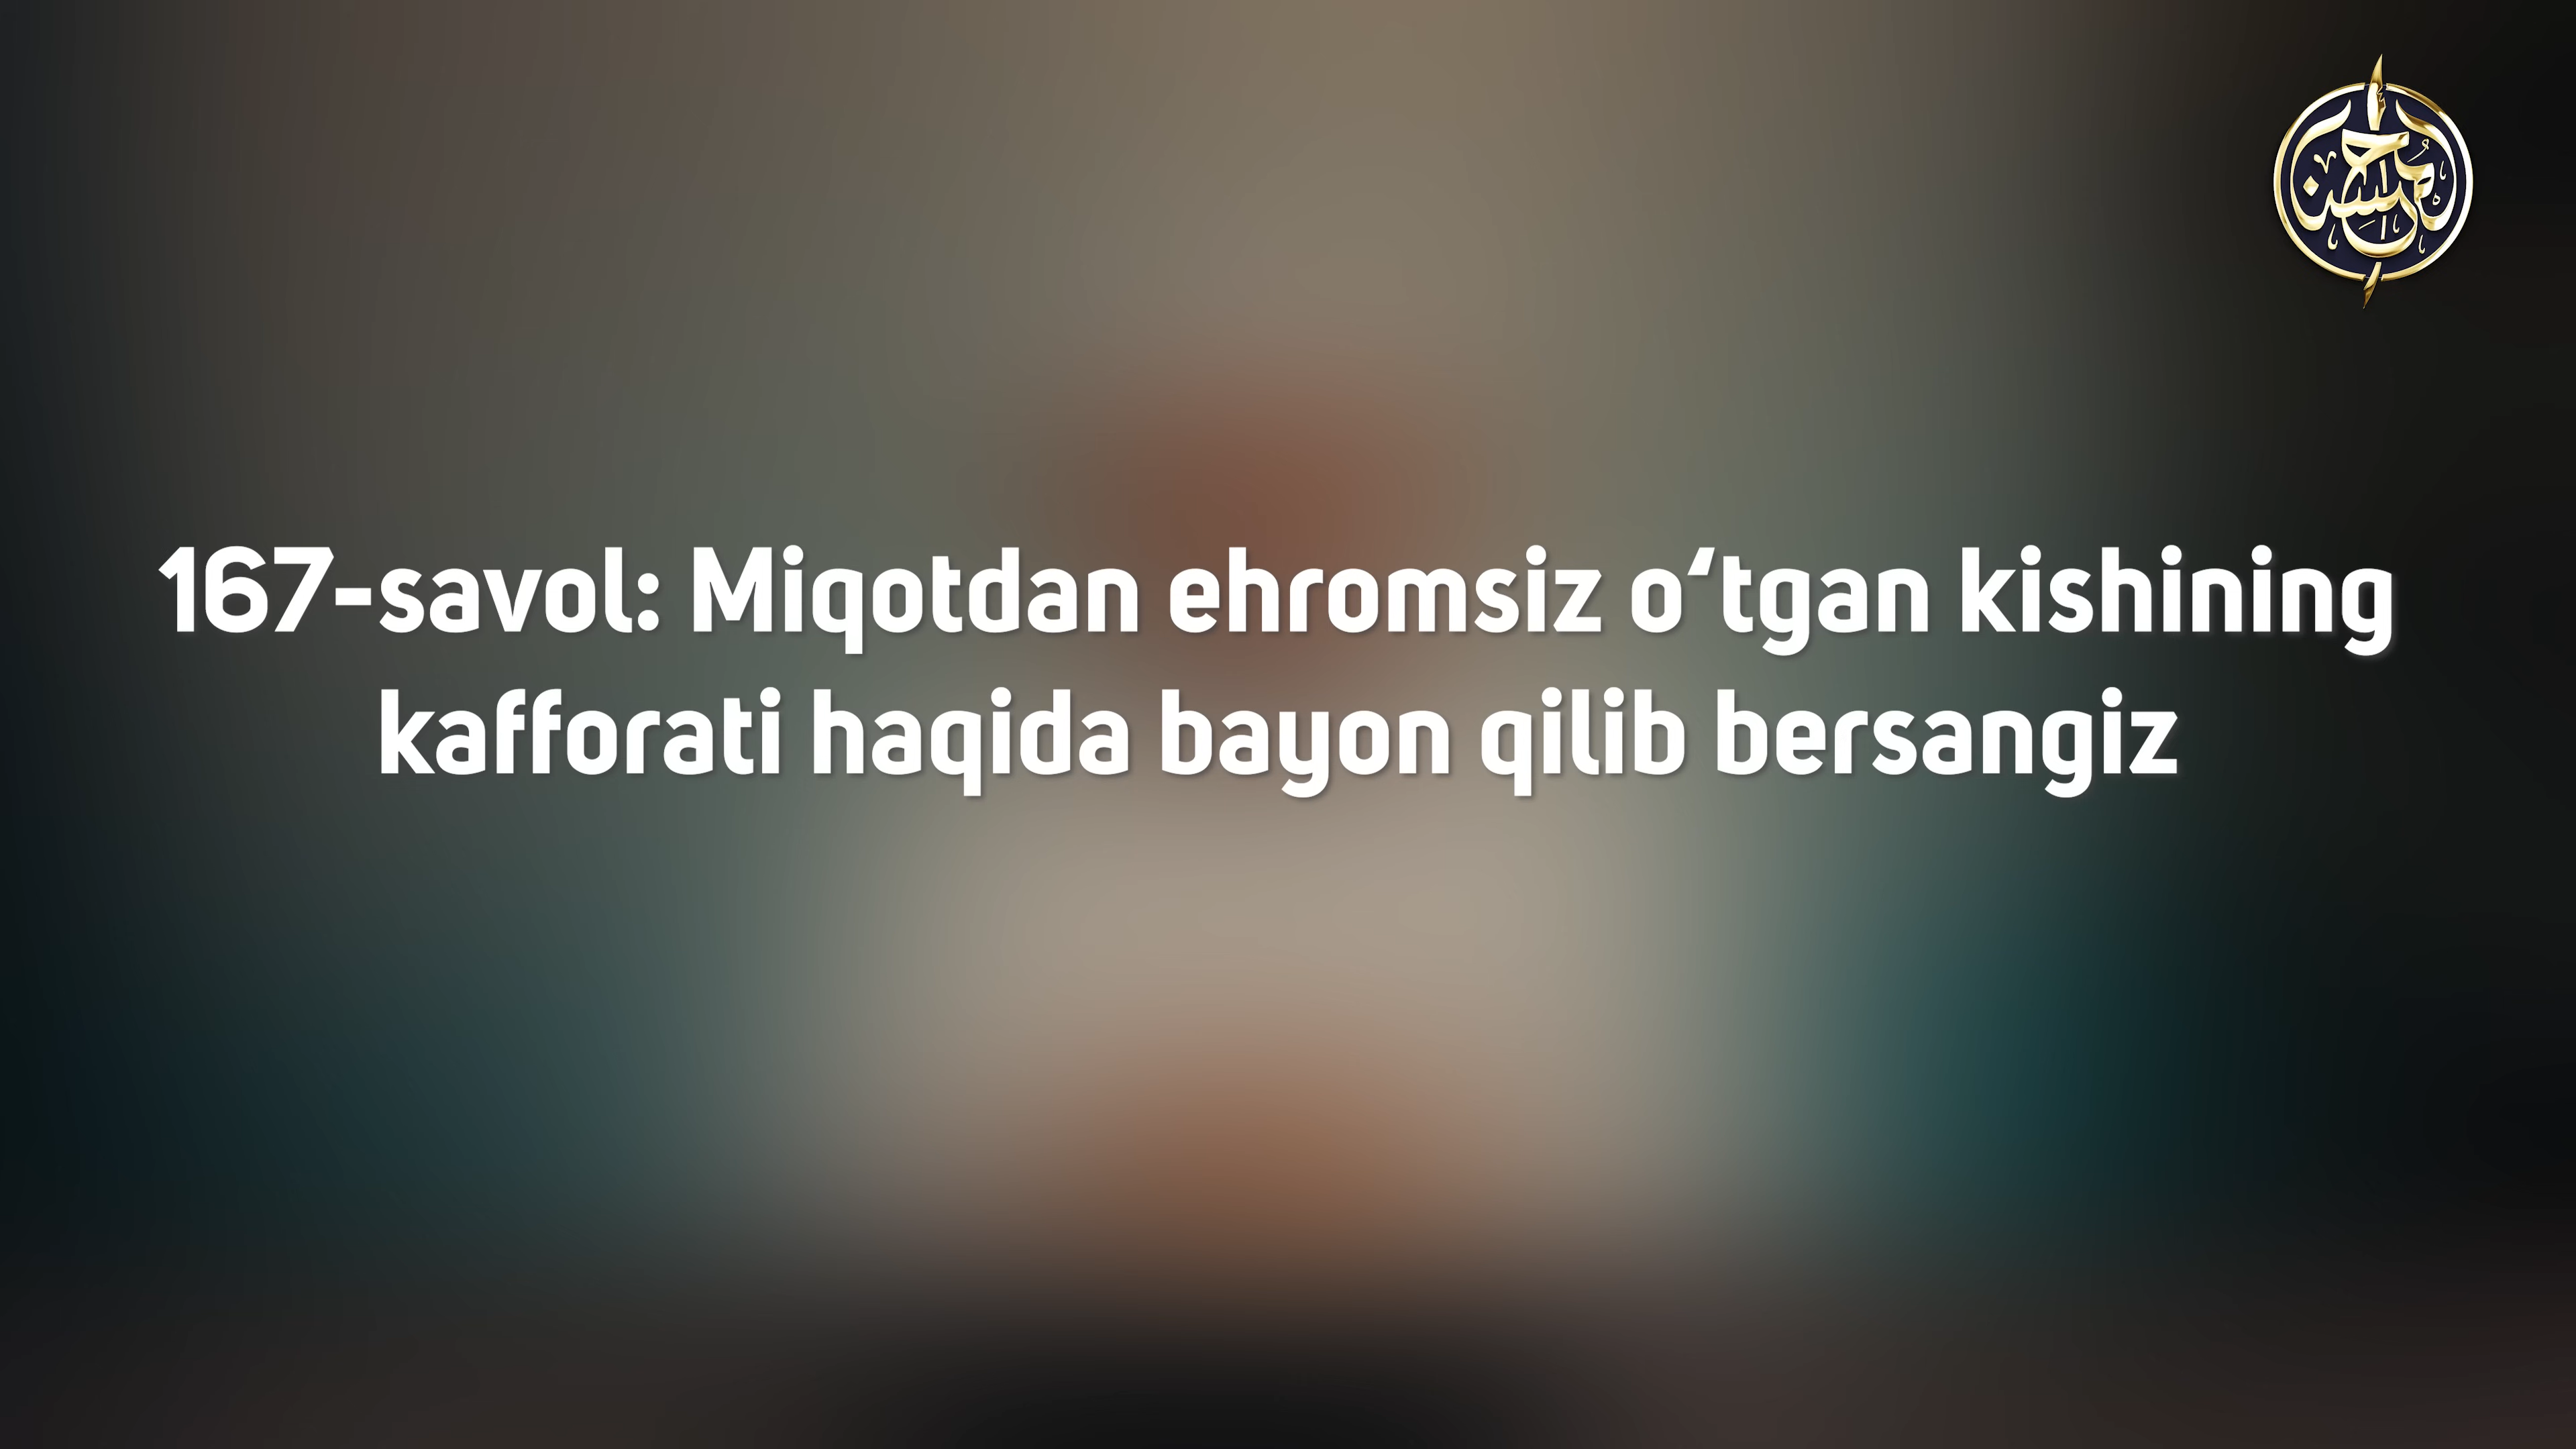 167-savol: Miqotdan ehromsiz o‘tgan kishining
kafforati haqida bayon qilib bersangiz